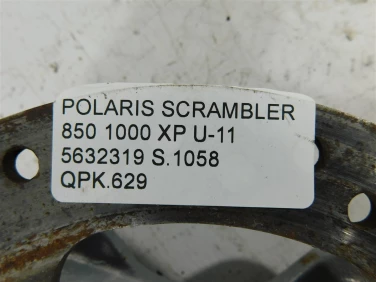 POLARIS SCRAMBLER
850 1000 XP U-11
5632319 S.1058
QPK.629